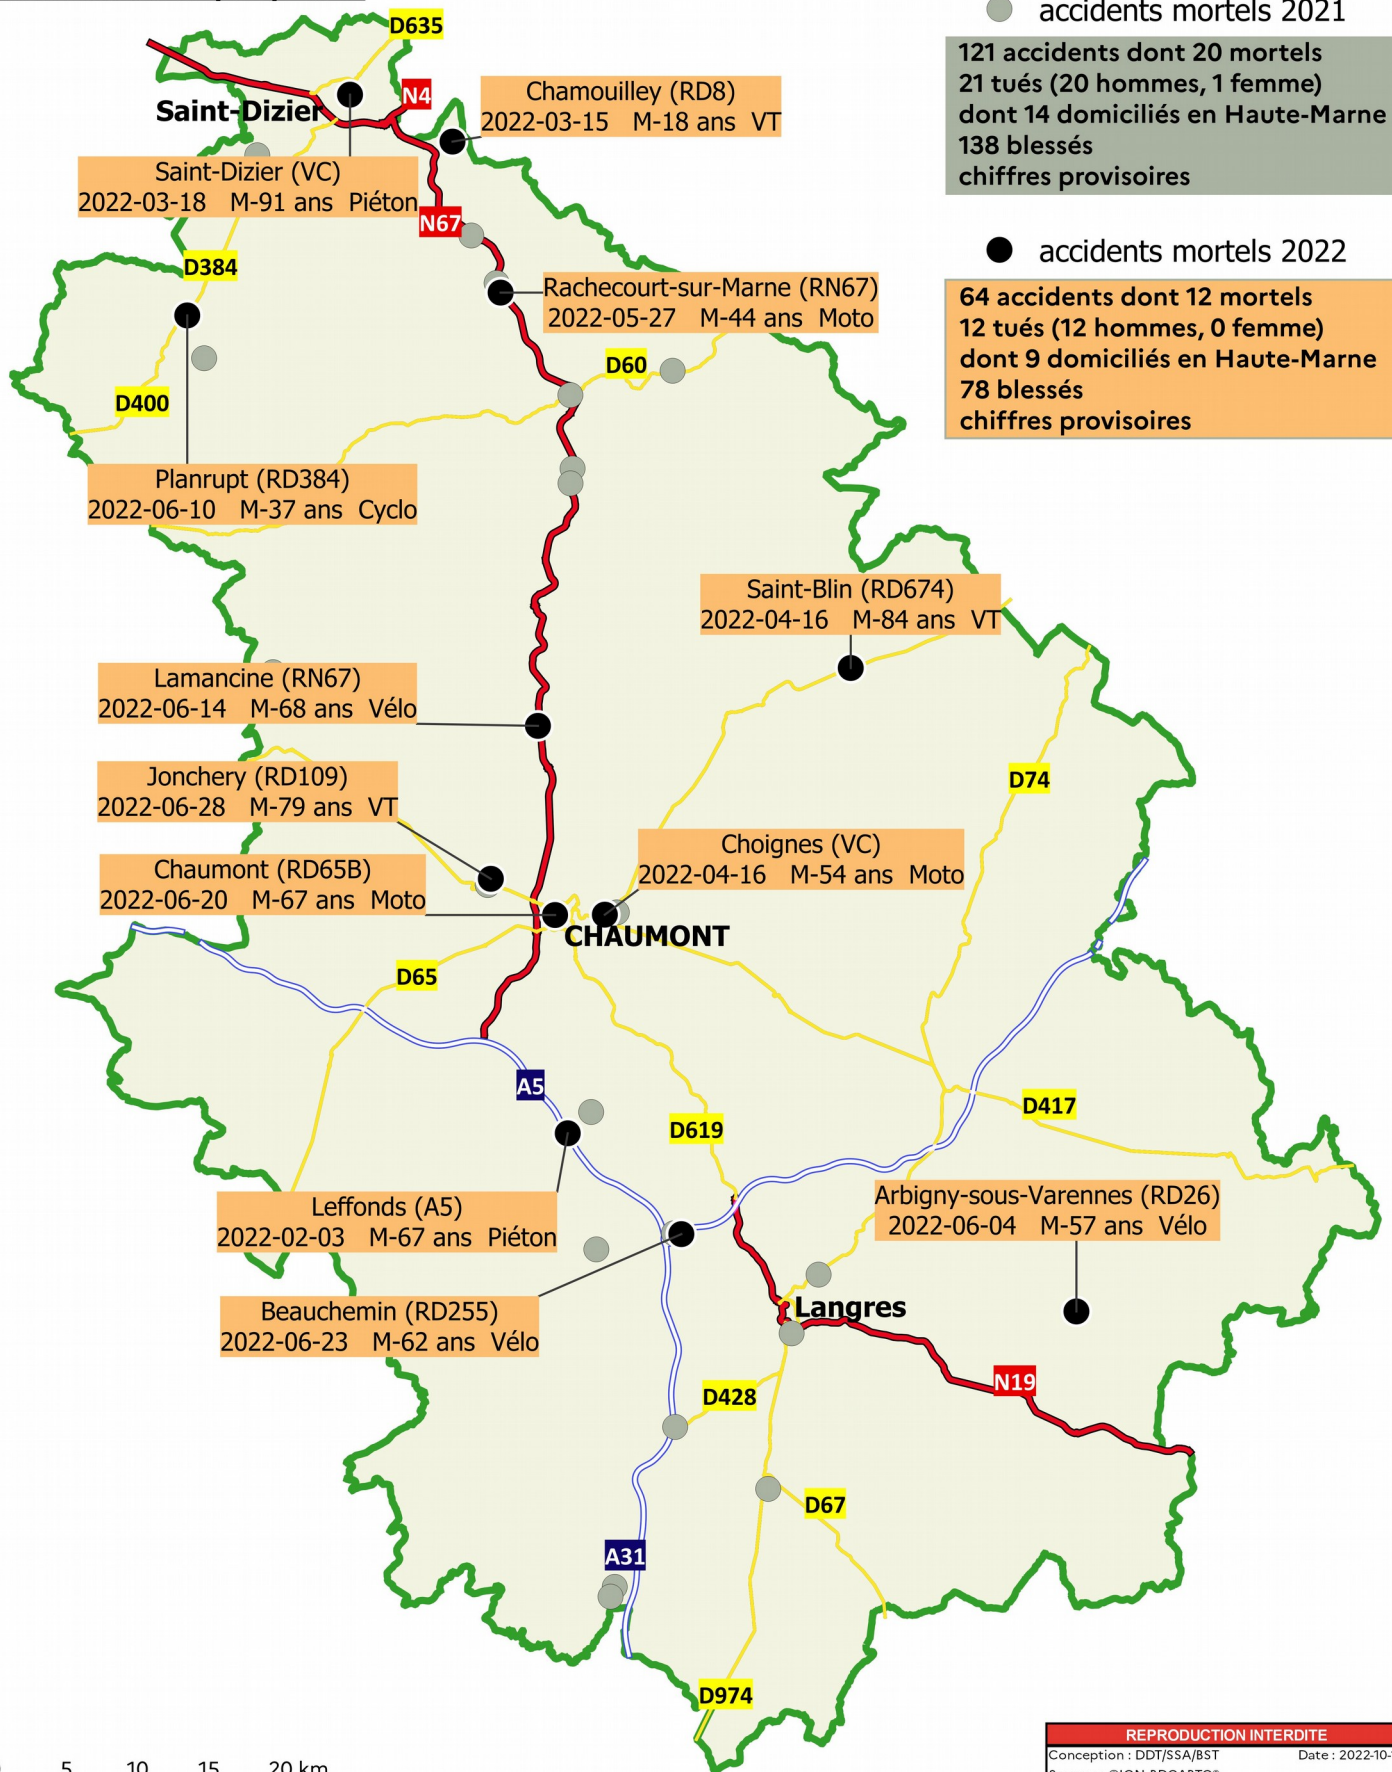 D635
accidents mortels 2021
121 accidents dont 20 mortels
21 tués (20 hommes, 1 femme)
dont 14 domiciliés en Haute-Marne
138 blessés
chiffres provisoires
accidents mortels 2022
64 accidents dont 12 mortels
12 tués (12 hommes, 0 femme)
dont 9 domiciliés en Haute-Marne
78 blessés
chiffres provisoires
N4
Saint-Dizier
Chamouilley (RD8)
2022-03-15 M-18 ans VT
Saint-Dizier (VC)
2022-03-18 M-91 ans Piéton
N67
D384
Rachecourt-sur-Marne (RN67)
2022-05-27 M-44 ans Moto
D60
D400
Planrupt (RD384)
2022-06-10 M-37 ans Cyclo
Saint-Blin (RD674)
2022-04-16 M-84 ans VT
Lamancine (RN67)
2022-06-14 M-68 ans Vélo
Jonchery (RD109)
2022-06-28 M-79 ans VT
D74
Choignes (VC)
2022-04-16 M-54 ans Moto
Chaumont (RD65B)
2022-06-20 M-67 ans Moto
CHAUMONT
D65
A5
D417
D619
Leffonds (A5)
2022-02-03 M-67 ans Piéton
Arbigny-sous-Varennes (RD26)
2022-06-04 M-57 ans Vélo
Beauchemin (RD255)
2022-06-23 M-62 ans Vélo
Langres
N19
D428
D67
A31
D974
5 10 15 20 km
REPRODUCTION INTERDITE
Conception : DDT/SSA/BST Date : 2022-10-